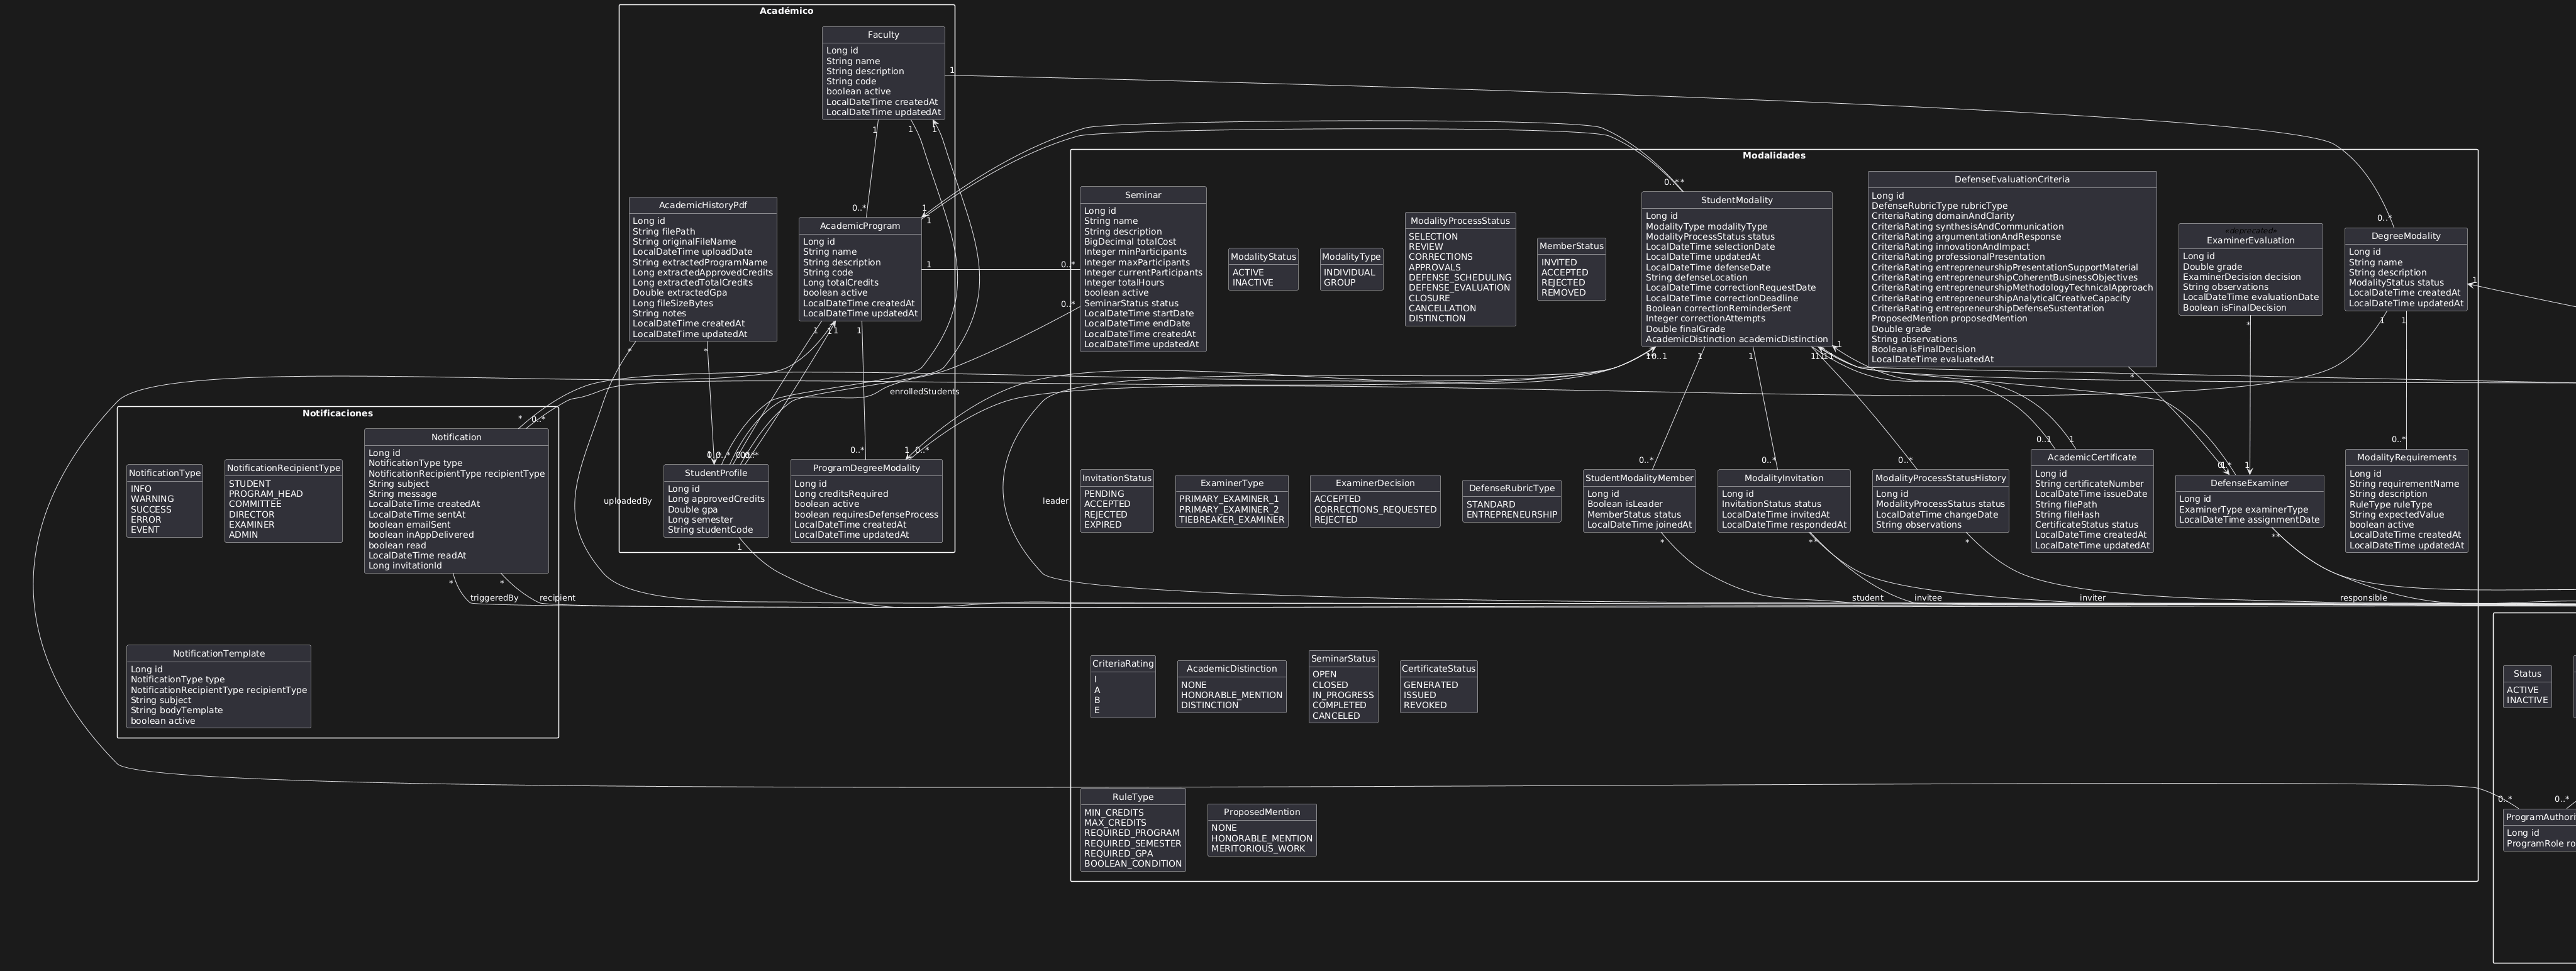 Académico
Faculty
Long id
String name
String description
String code
boolean active
LocalDateTime createdAt
LocalDateTime updatedAt
AcademicHistoryPdf
Long id
String filePath
String originalFileName
LocalDateTime uploadDate
String extractedProgramName
Long extractedApprovedCredits
Long extractedTotalCredits
Double extractedGpa
Long fileSizeBytes
String notes
LocalDateTime createdAt
LocalDateTime updatedAt
AcademicProgram
Long id
String name
String description
String code
Long totalCredits
boolean active
LocalDateTime createdAt
LocalDateTime updatedAt
StudentProfile
Long id
Long approvedCredits
Double gpa
Long semester
String studentCode
ProgramDegreeModality
Long id
Long creditsRequired
boolean active
boolean requiresDefenseProcess
LocalDateTime createdAt
LocalDateTime updatedAt
enrolledStudents
uploadedBy
leader
Notificaciones
NotificationType
INFO
WARNING
SUCCESS
ERROR
EVENT
NotificationRecipientType
STUDENT
PROGRAM_HEAD
COMMITTEE
DIRECTOR
EXAMINER
ADMIN
Notification
Long id
NotificationType type
NotificationRecipientType recipientType
String subject
String message
LocalDateTime createdAt
LocalDateTime sentAt
boolean emailSent
boolean inAppDelivered
boolean read
LocalDateTime readAt
Long invitationId
triggeredBy
recipient
NotificationTemplate
Long id
NotificationType type
NotificationRecipientType recipientType
String subject
String bodyTemplate
boolean active
Modalidades
Seminar
Long id
String name
String description
BigDecimal totalCost
Integer minParticipants
Integer maxParticipants
Integer currentParticipants
Integer totalHours
boolean active
SeminarStatus status
LocalDateTime startDate
LocalDateTime endDate
LocalDateTime createdAt
LocalDateTime updatedAt
ModalityStatus
ACTIVE
INACTIVE
ModalityType
INDIVIDUAL
GROUP
ModalityProcessStatus
SELECTION
REVIEW
CORRECTIONS
APPROVALS
DEFENSE_SCHEDULING
DEFENSE_EVALUATION
CLOSURE
CANCELLATION
DISTINCTION
MemberStatus
INVITED
ACCEPTED
REJECTED
REMOVED
StudentModality
Long id
ModalityType modalityType
ModalityProcessStatus status
LocalDateTime selectionDate
LocalDateTime updatedAt
LocalDateTime defenseDate
String defenseLocation
LocalDateTime correctionRequestDate
LocalDateTime correctionDeadline
Boolean correctionReminderSent
Integer correctionAttempts
Double finalGrade
AcademicDistinction academicDistinction
DefenseEvaluationCriteria
Long id
DefenseRubricType rubricType
CriteriaRating domainAndClarity
CriteriaRating synthesisAndCommunication
CriteriaRating argumentationAndResponse
CriteriaRating innovationAndImpact
CriteriaRating professionalPresentation
CriteriaRating entrepreneurshipPresentationSupportMaterial
CriteriaRating entrepreneurshipCoherentBusinessObjectives
CriteriaRating entrepreneurshipMethodologyTechnicalApproach
CriteriaRating entrepreneurshipAnalyticalCreativeCapacity
CriteriaRating entrepreneurshipDefenseSustentation
ProposedMention proposedMention
Double grade
String observations
Boolean isFinalDecision
LocalDateTime evaluatedAt
«deprecated»
ExaminerEvaluation
Long id
Double grade
ExaminerDecision decision
String observations
LocalDateTime evaluationDate
Boolean isFinalDecision
DegreeModality
Long id
String name
String description
ModalityStatus status
LocalDateTime createdAt
LocalDateTime updatedAt
InvitationStatus
PENDING
ACCEPTED
REJECTED
EXPIRED
ExaminerType
PRIMARY_EXAMINER_1
PRIMARY_EXAMINER_2
TIEBREAKER_EXAMINER
ExaminerDecision
ACCEPTED
CORRECTIONS_REQUESTED
REJECTED
DefenseRubricType
STANDARD
ENTREPRENEURSHIP
StudentModalityMember
Long id
Boolean isLeader
MemberStatus status
LocalDateTime joinedAt
ModalityInvitation
Long id
InvitationStatus status
LocalDateTime invitedAt
LocalDateTime respondedAt
ModalityProcessStatusHistory
Long id
ModalityProcessStatus status
LocalDateTime changeDate
String observations
AcademicCertificate
Long id
String certificateNumber
LocalDateTime issueDate
String filePath
String fileHash
CertificateStatus status
LocalDateTime createdAt
LocalDateTime updatedAt
DefenseExaminer
Long id
ExaminerType examinerType
LocalDateTime assignmentDate
ModalityRequirements
Long id
String requirementName
String description
RuleType ruleType
String expectedValue
boolean active
LocalDateTime createdAt
LocalDateTime updatedAt
student
invitee
inviter
responsible
CriteriaRating
I
A
B
E
AcademicDistinction
NONE
HONORABLE_MENTION
DISTINCTION
SeminarStatus
OPEN
CLOSED
IN_PROGRESS
COMPLETED
CANCELED
CertificateStatus
GENERATED
ISSUED
REVOKED
RuleType
MIN_CREDITS
MAX_CREDITS
REQUIRED_PROGRAM
REQUIRED_SEMESTER
REQUIRED_GPA
BOOLEAN_CONDITION
ProposedMention
NONE
HONORABLE_MENTION
MERITORIOUS_WORK
Status
ACTIVE
INACTIVE
Long id